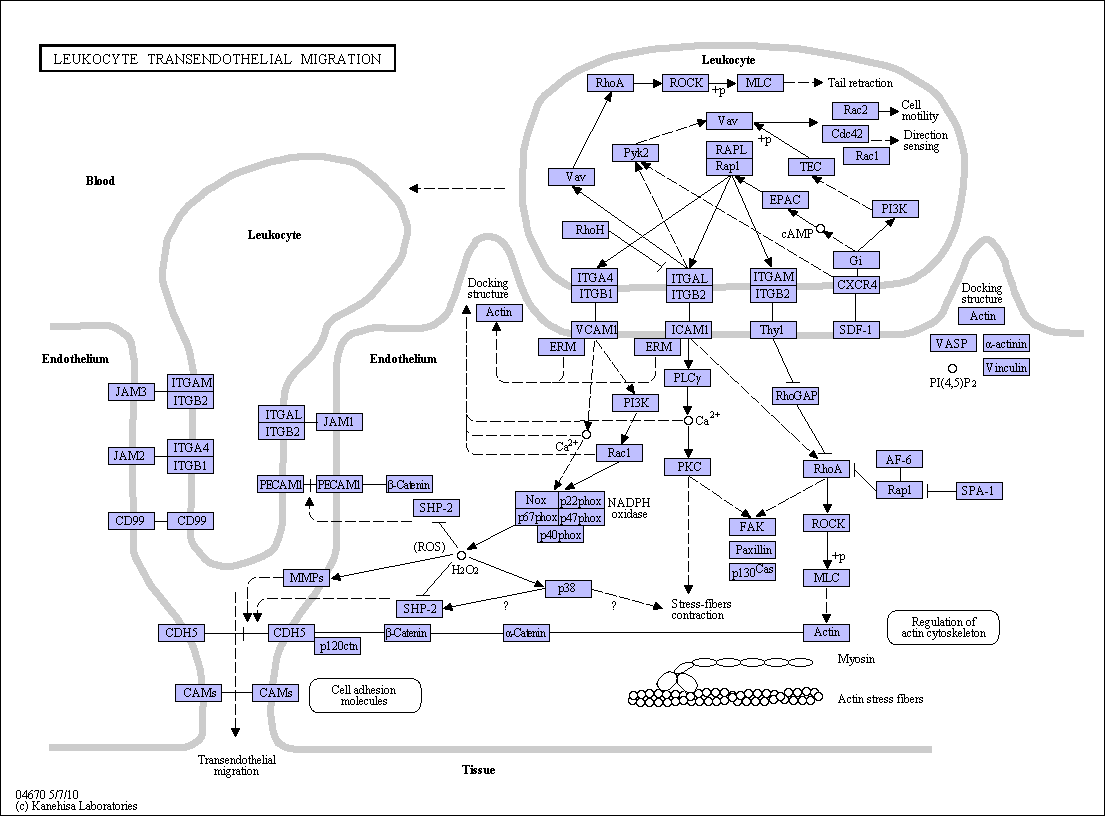 LEUKOCYTE TRANSENDOTHELIAL MIGRATION
Leukocyte
RhoA
ROCK
+p
MLC
Tail retraction
Rac2
Cell
motility
Vav
+p
Cdc42
Direction
sensing
Rac1
Pyk2
RAPL
Rap1
TEC
Vav
Blood
EPAC
PI3K
RhoH
cAMP
Leukocyte
Gi
ITGA4
ITGB1
ITGAL
ITGB2
ITGAM
ITGB2
CXCR4
Docking
structure
Actin
Docking
structure
Actin
VCAM1
ICAM1
Thy1
SDF-1
ERM
ERM
VASP
α-actinin
PI(4,5)P2
Vinculin
Endothelium
Endothelium
PLCγ
JAM3
ITGAM
ITGB2
PI3K
RhoGAP
ITGAL
ITGB2
JAM1
Ca2+
Ca2+
JAM2
ITGA4
ITGB1
Rac1
PKC
RhoA
AF-6
Rap1
SPA-1
PECAM1
PECAM1
β-Catenin
SHP-2
Nox
p22phox
p67phox
p47phox
p40phox
NADPH
oxidase
CD99
CD99
FAK
Paxillin
p130Cas
ROCK
+p
MLC
(ROS)
H2O2
MMPs
p38
SHP-2
?
?
Stress-fibers
contraction
CDH5
CDH5
p120ctn
β-Catenin
α-Catenin
Actin
Regulation of
actin cytoskeleton
Myosin
Actin stress fibers
CAMs
CAMs
Cell adhesion
molecules
Transendothelial
migration
Tissue
04670 5/7/10
(c) Kanehisa Laboratories